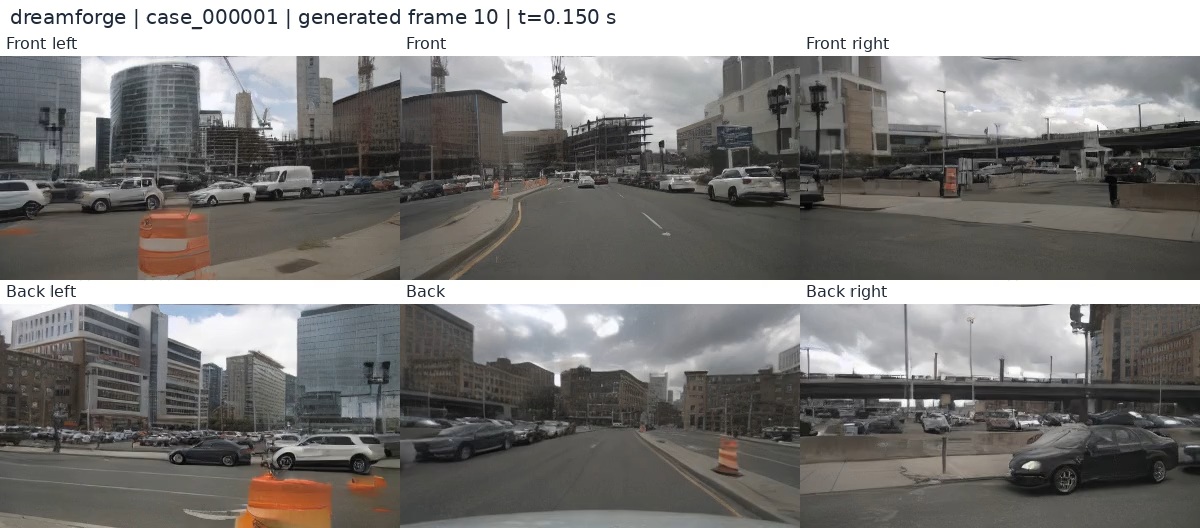 dreamforge | case_000001 | generated frame 10 | t=0.150 s
Front left
Front
Front right
Back left
Back
Back right